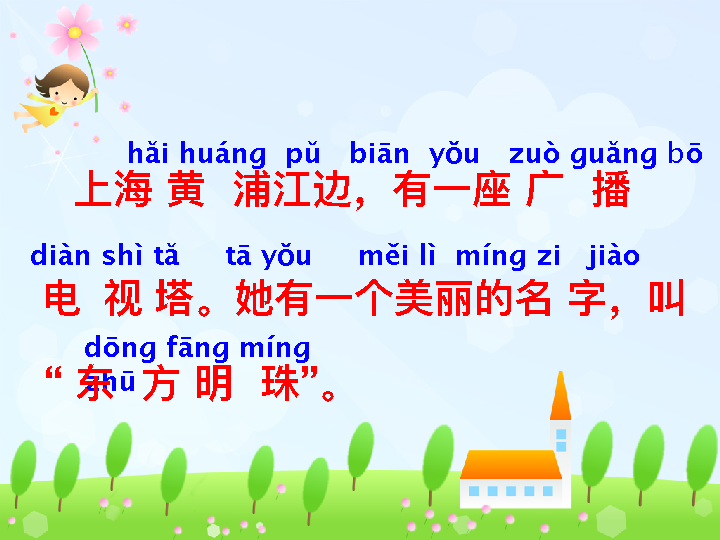 hǎi huáng pǔ biān yǒu zuò guǎng bō
上海黄浦江边，有一座广播
diàn shì tǎ tā yǒu měi lì míng zi jiào
电视塔。她有一个美丽的名字，叫
dōng fāng míng
zhū
“东方明珠”。